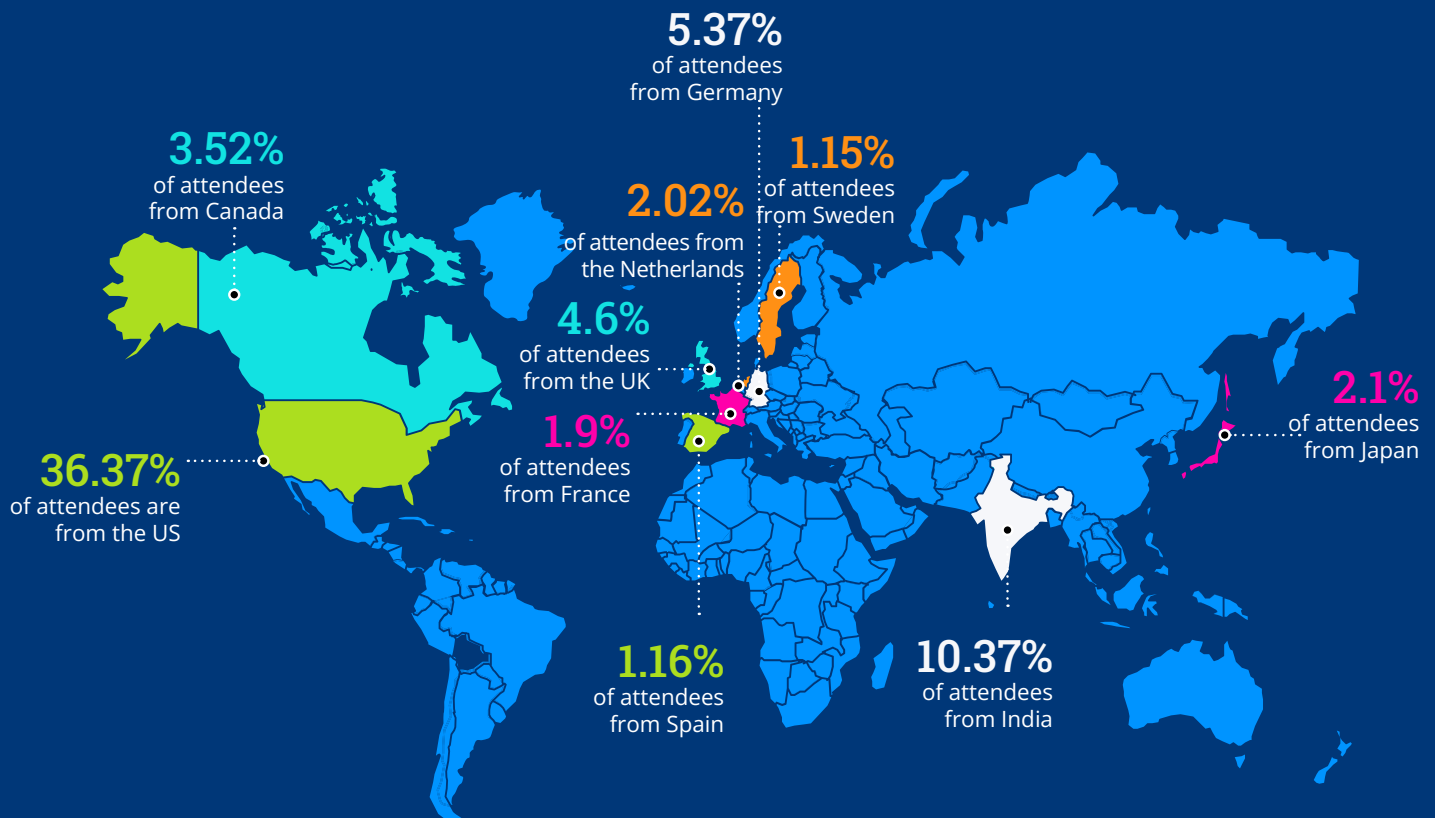 5.37%
of attendees
from Germany
3.52%
of attendees
from Canada
1.15%
of attendees
from Sweden
2.02%
of attendees from
the Netherlands
4.6%
of attendees
from the UK
2.1%
of attendees
from Japan
1.9%
of attendees
from France
36.37%
of attendees are
from the US
1.16%
of attendees
from Spain
10.37%
of attendees
from India